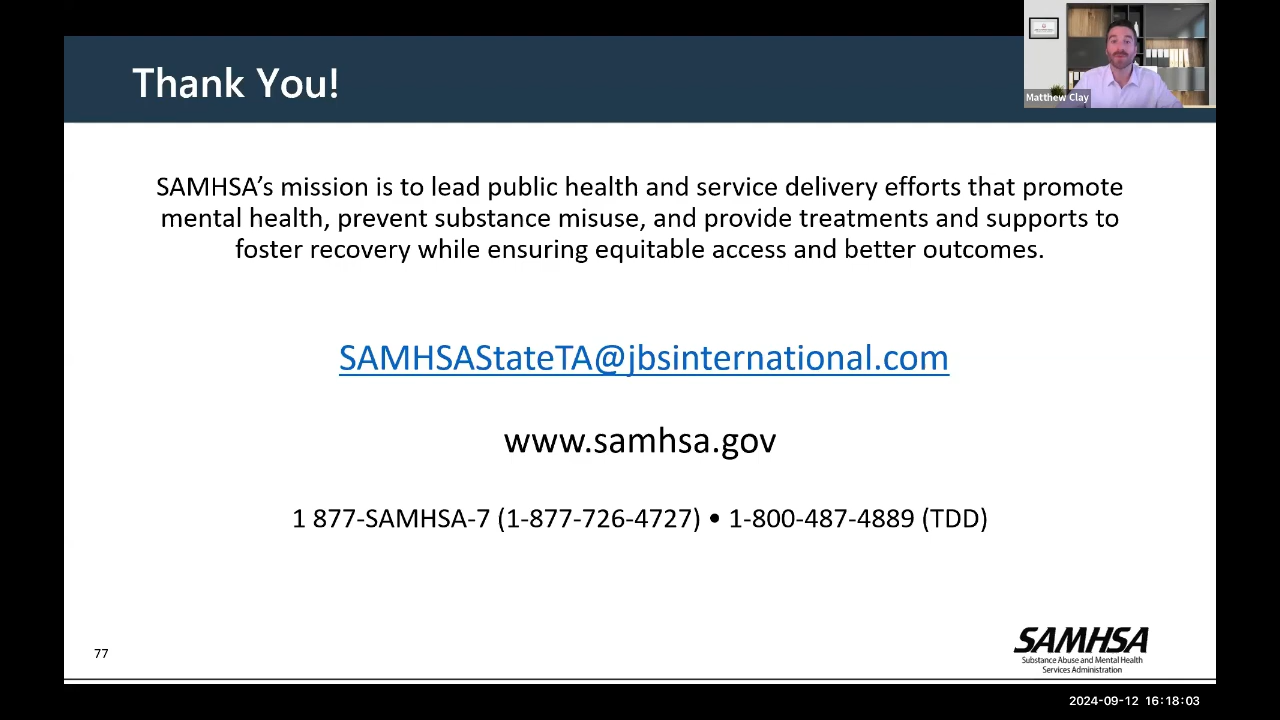 Thank You!
Matthew Clay
SAMHSA’s mission is to lead public health and service delivery efforts that promote
mental health, prevent substance misuse, and provide treatments and supports to
foster recovery while ensuring equitable access and better outcomes.
SAMHSAStateTA@jbsinternational.com
www.samhsa.gov
1 877-SAMHSA-7 (1-877-726-4727) • 1-800-487-4889 (TDD)
77
SAMHSA
Substance Abuse and Mental Health
Services Administration
2024-09-12 16:18:03